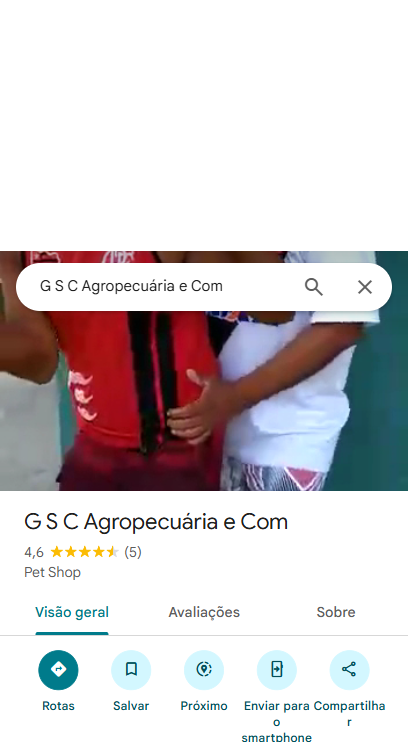 G S C Agropecuária e Com
G S C Agropecuária e Com
4,6 (5)
Pet Shop
Visão geral
Avaliações
Sobre
Rotas
Salvar
Próximo
Enviar para
o
smartphone
Compartilha
r